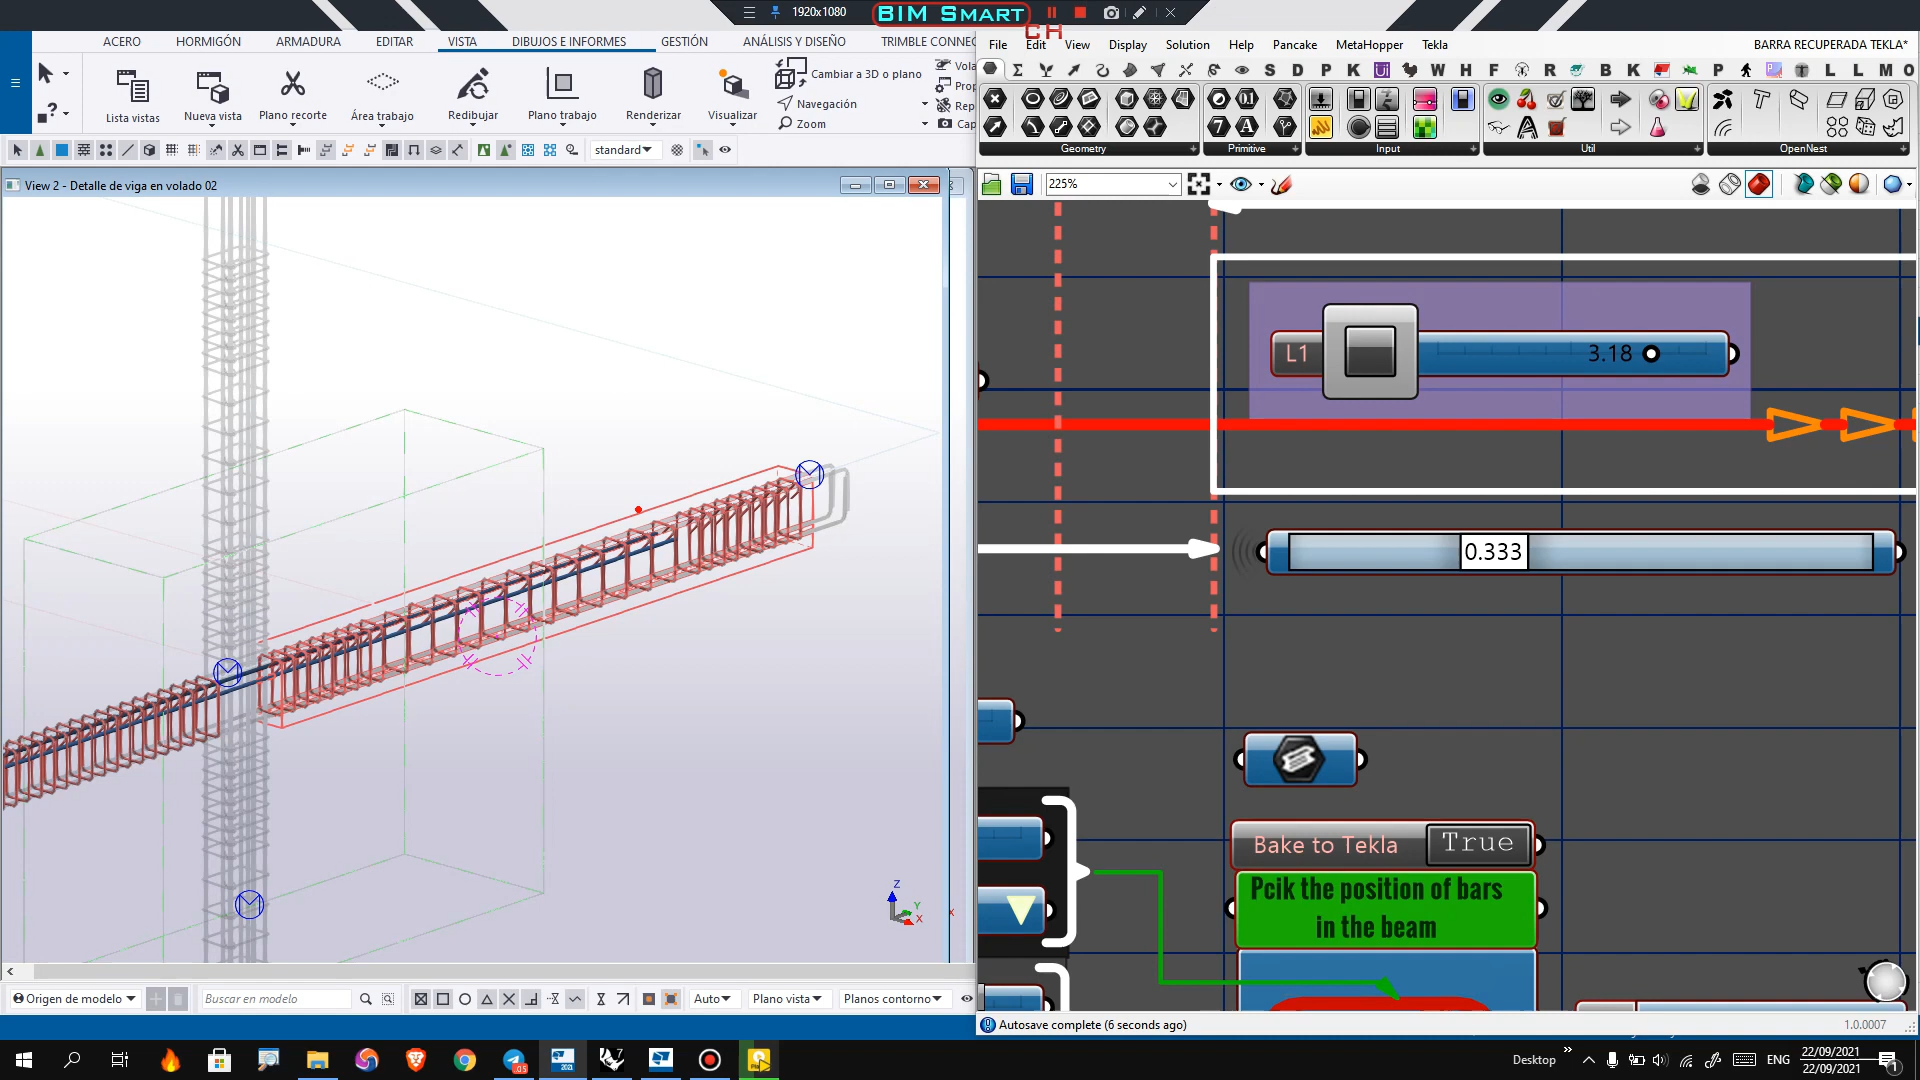 1920x1080
BIM SMART
CH
ACERO
HORMIGÓN
ARMADURA
EDITAR
VISTA
DIBUJOS E INFORMES
GESTIÓN
ANÁLISIS Y DISEÑO
TRIMBLE CONNEC
File
Edit
View
Display
Solution
Help
Pancake
MetaHopper
Tekla
BARRA RECUPERADA TEKLA*
Lista vistas
Nueva vista
Plano recorte
Área trabajo
Redibujar
Plano trabajo
Renderizar
Visualizar
Cambiar a 3D o plano
Navegación
Zoom
Vola
Prop
Rep
Cap
Geometry
Primitive
Input
Util
OpenNest
standard
View 2 - Detalle de viga en volado 02
225%
L1
3.18
0.333
Bake to Tekla
True
Pcik the position of bars
in the beam
Z
Y
X
x
Origen de modelo
Buscar en modelo
Auto
Plano vista
Planos contorno
Autosave complete (6 seconds ago)
1.0.0007
Desktop
ENG
22/09/2021
22/09/2021